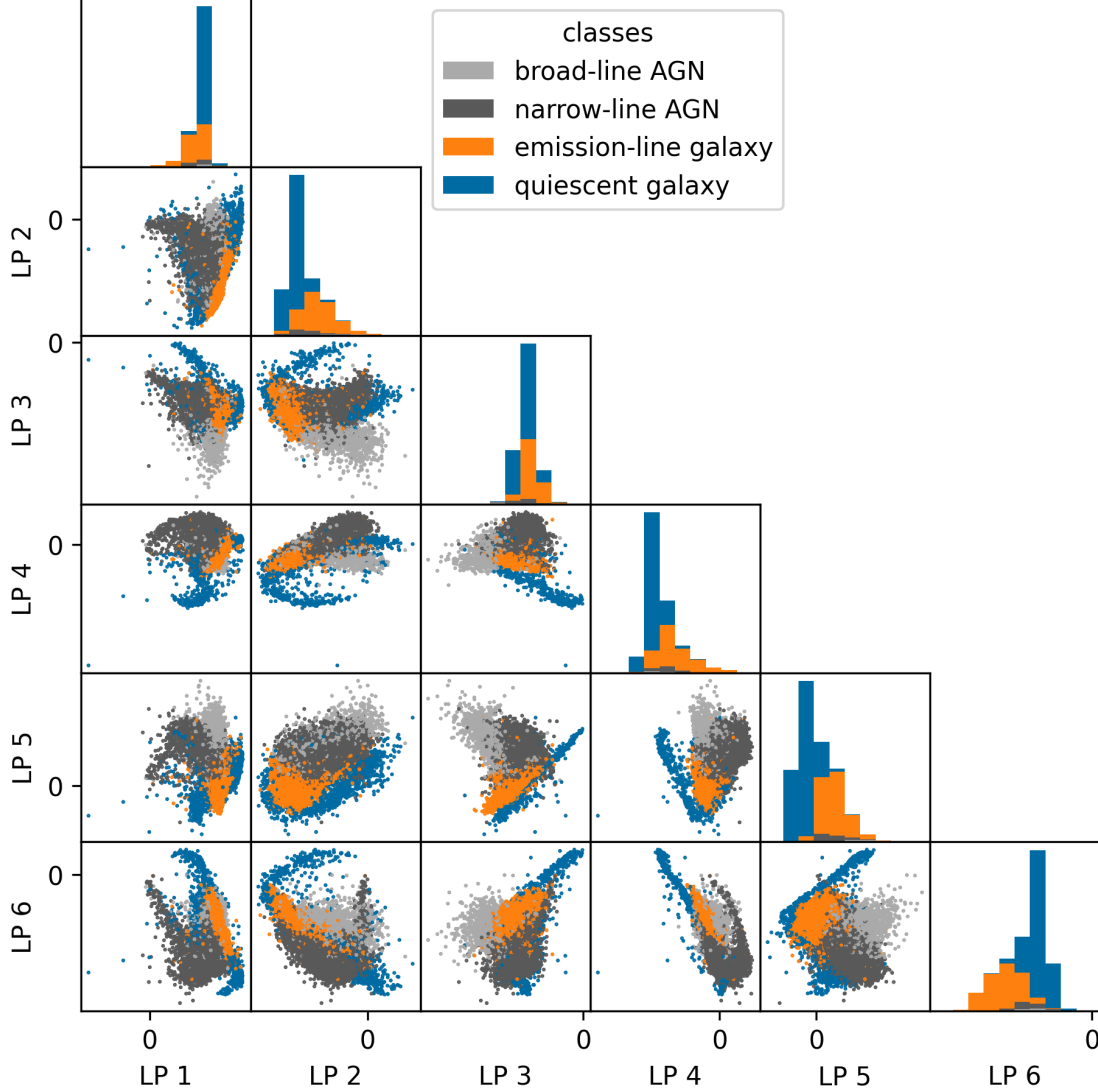 classes
broad-line AGN
narrow-line AGN
emission-line galaxy
quiescent galaxy
0
LP 2
0
LP 3
0
LP 4
0
LP 5
0
LP 6
0 0 0 0 0 0
LP 1 LP 2 LP 3 LP 4 LP 5 LP 6